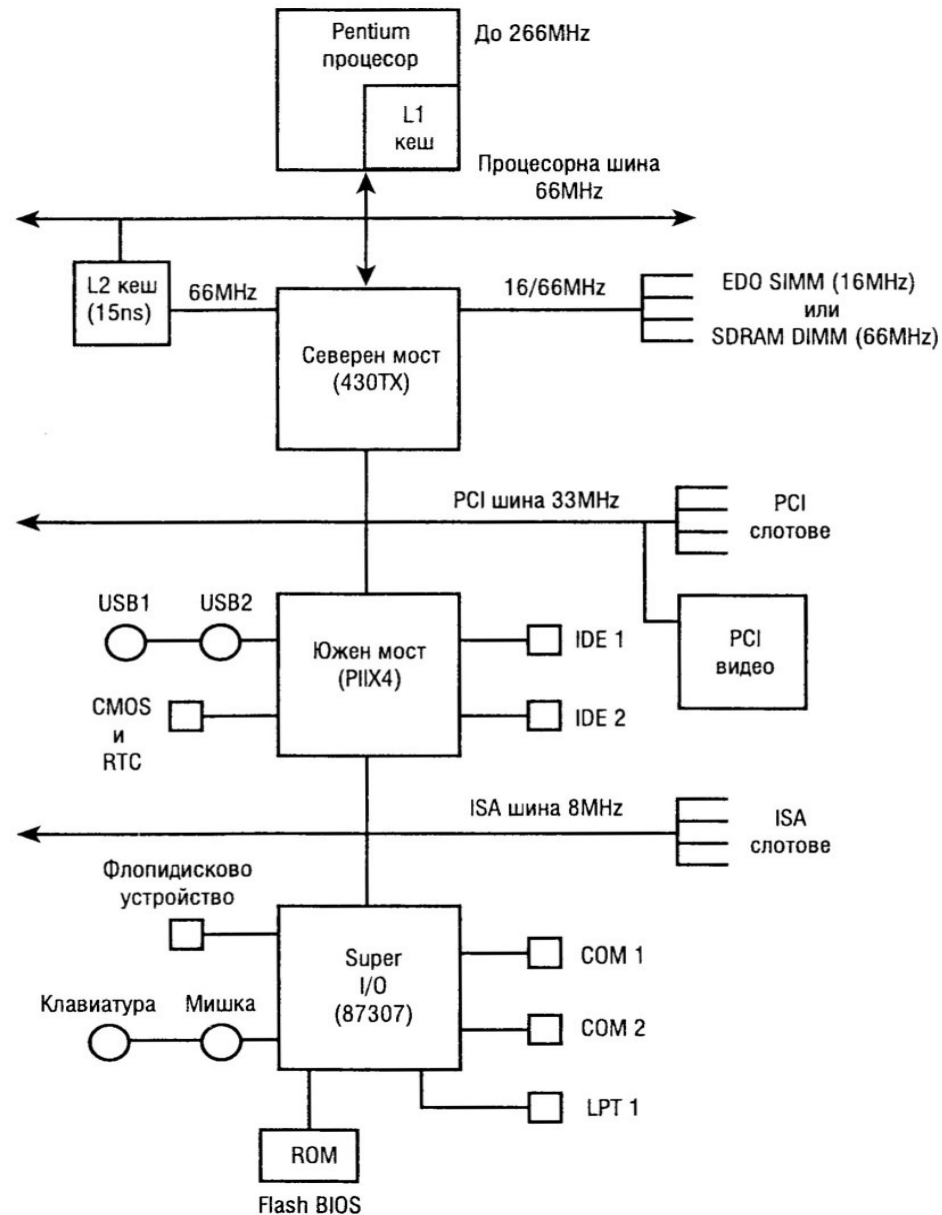 Pentium
процесор
До 266MHz
L1
кеш
Процесорна шина
66MHz
L2 кеш
(15ns)
66MHz
16/66MHz
EDO SIMM (16MHz)
или
SDRAM DIMM (66MHz)
Северен мост
(430TX)
PCI шина 33MHz
PCI
слотове
USB1
USB2
Южен мост
(PIIX4)
IDE 1
PCI
видео
CMOS
и
RTC
IDE 2
ISA шина 8MHz
ISA
слотове
Флопидисково
устройство
Super
I/O
(87307)
COM 1
Клавиатура
Мишка
COM 2
LPT 1
ROM
Flash BIOS